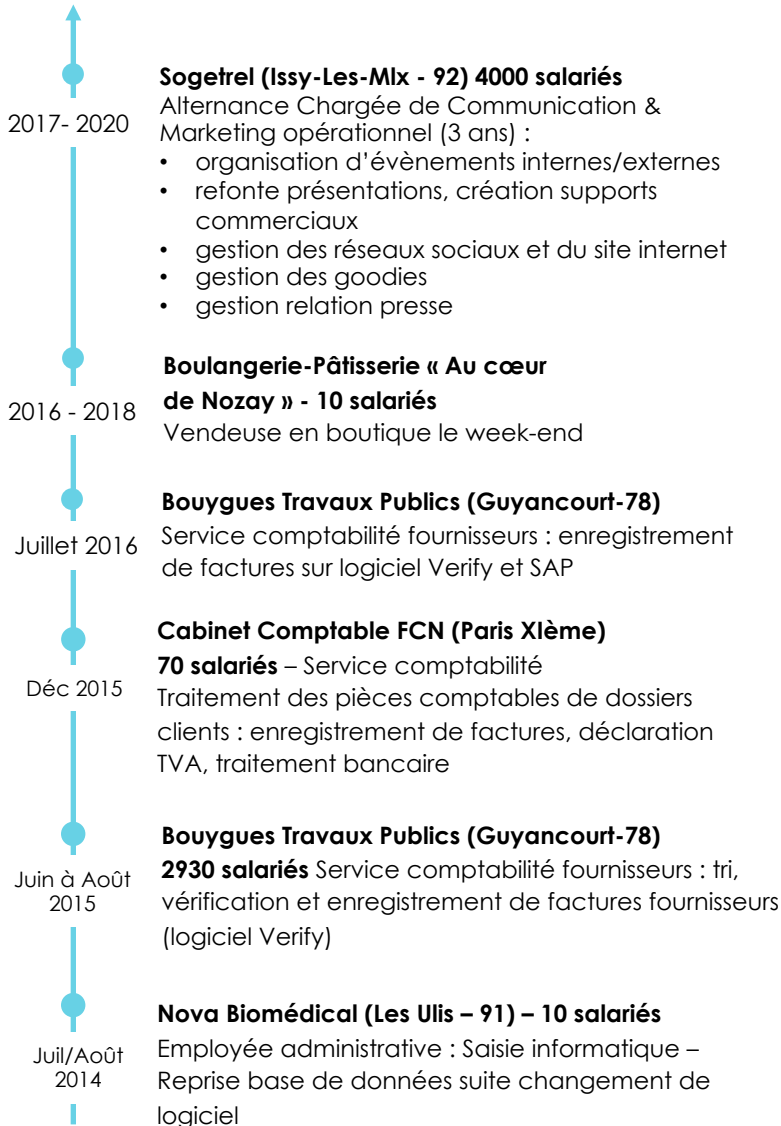 Sogetrel (Issy-Les-Mlx - 92) 4000 salariés
2017- 2020
Alternance Chargée de Communication &
Marketing opérationnel (3 ans) :
• organisation d’évènements internes/externes
• refonte présentations, création supports
commerciaux
• gestion des réseaux sociaux et du site internet
• gestion des goodies
• gestion relation presse
Boulangerie-Pâtisserie « Au cœur
de Nozay » - 10 salariés
2016 - 2018
Vendeuse en boutique le week-end
Bouygues Travaux Publics (Guyancourt-78)
Juillet 2016
Service comptabilité fournisseurs : enregistrement
de factures sur logiciel Verify et SAP
Cabinet Comptable FCN (Paris XIème)
70 salariés – Service comptabilité
Déc 2015
Traitement des pièces comptables de dossiers
clients : enregistrement de factures, déclaration
TVA, traitement bancaire
Bouygues Travaux Publics (Guyancourt-78)
Juin à Août
2015
2930 salariés Service comptabilité fournisseurs : tri,
vérification et enregistrement de factures fournisseurs
(logiciel Verify)
Nova Biomédical (Les Ulis – 91) – 10 salariés
Juil/Août
2014
Employée administrative : Saisie informatique –
Reprise base de données suite changement de
logiciel